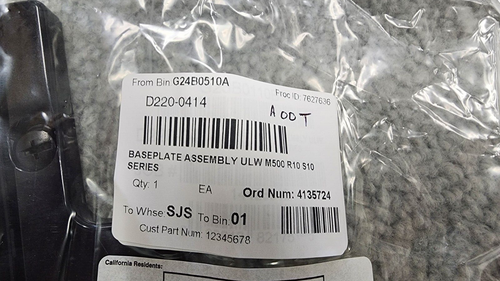 From Bin G24B0510A
Proc ID: 7627636
D220-0414
A ODT
BASEPLATE ASSEMBLY ULW M500 R10 S10
SERIES
Qty: 1 EA Ord Num: 4135724
To Whse SJS To Bin 01
Cust Part Num: 12345678
California Residents: